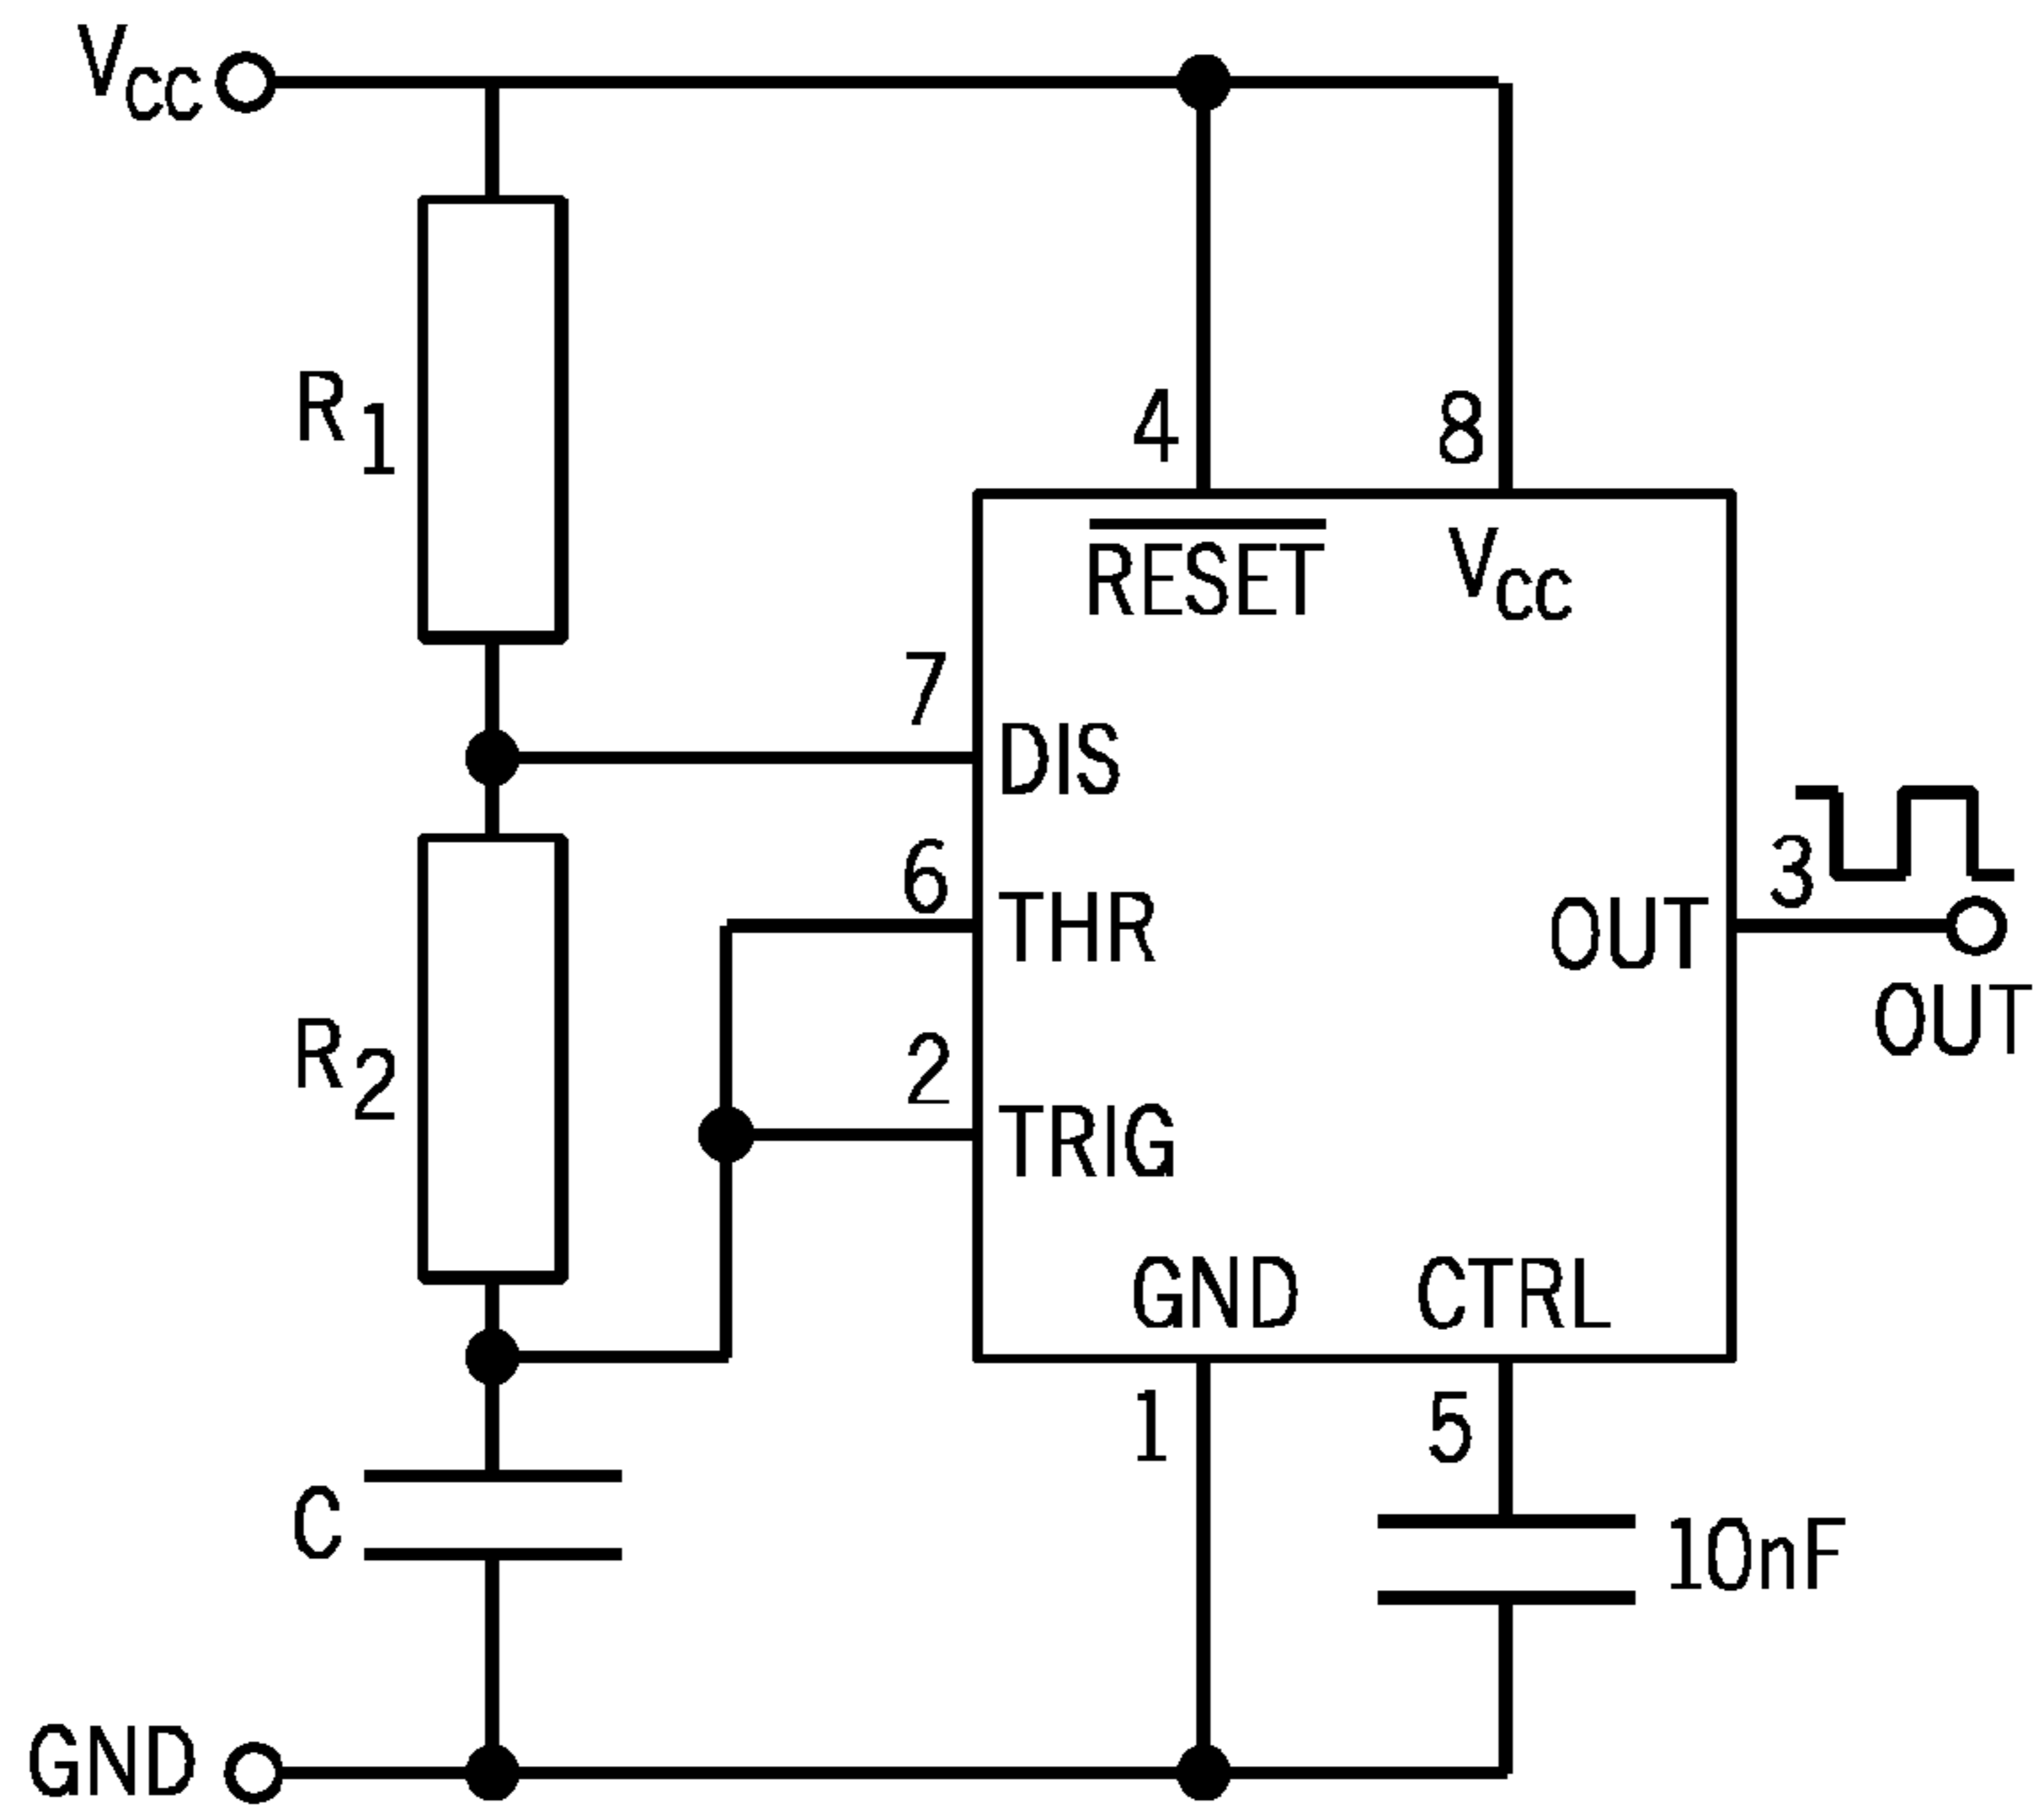 VCC
R1
4
8
RESET
VCC
7
DIS
6
THR
3
OUT
OUT
R2
2
TRIG
GND
CTRL
1
5
C
10nF
GND